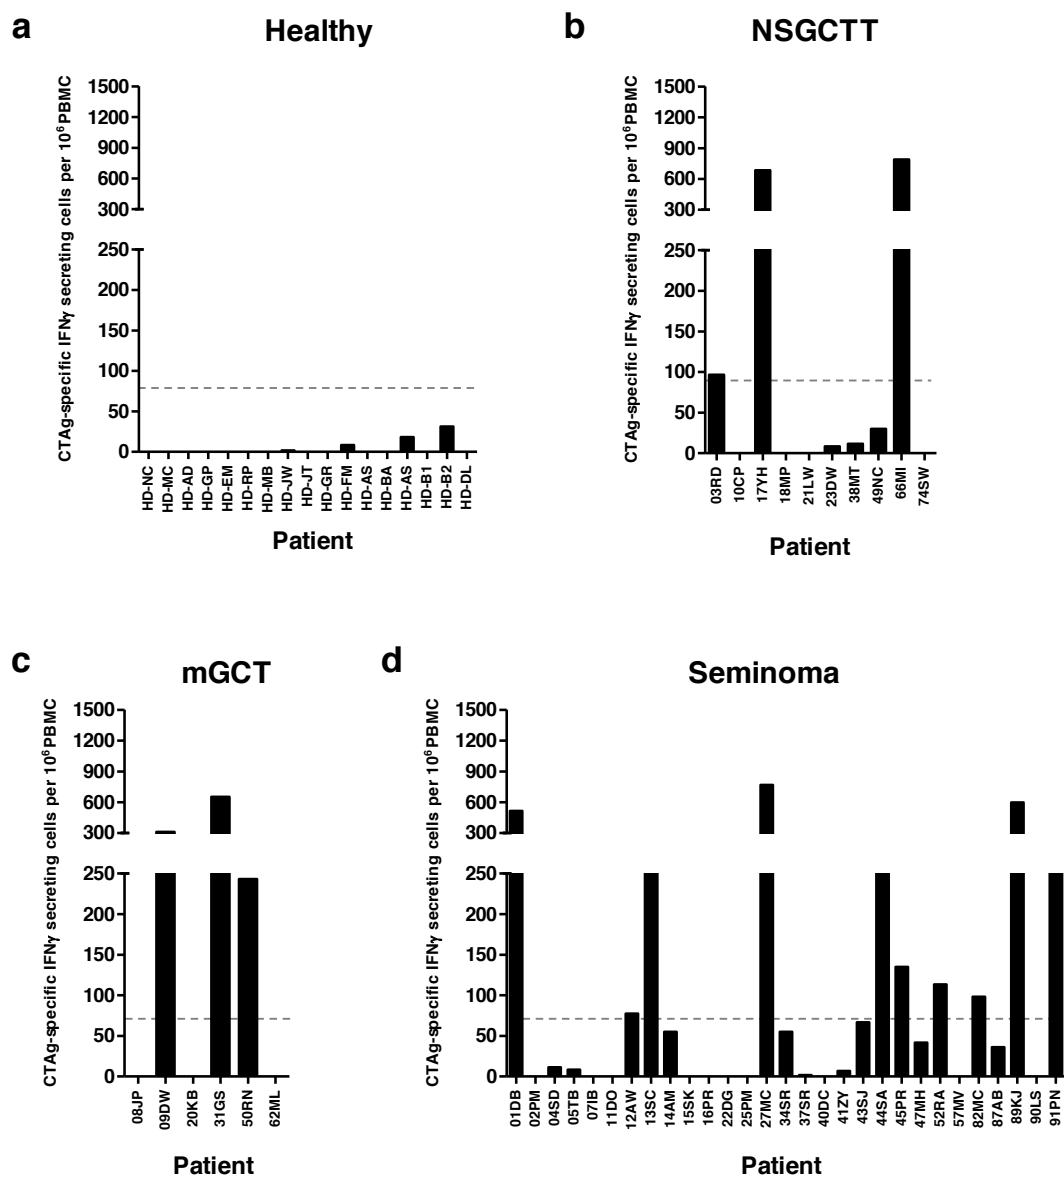 a
Healthy
CTAg-specific IFNγ secreting cells per 10⁶PBMC
1500
1200
900
600
300
250
200
150
100
50
0
HD-NC
HD-MC
HD-AD
HD-GP
HD-EM
HD-RP
HD-MB
HD-JW
HD-JT
HD-GR
HD-FM
HD-AS
HD-BA
HD-AS
HD-B1
HD-B2
HD-DL
Patient
b
NSGCTT
CTAg-specific IFNγ secreting cells per 10⁶PBMC
1500
1200
900
600
300
250
200
150
100
50
0
03RD
10CP
17YH
18MP
21LW
23DW
38MT
49NC
66MI
74SW
Patient
c
mGCT
CTAg-specific IFNγ secreting cells per 10⁶PBMC
1500
1200
900
600
300
250
200
150
100
50
0
08JP
09DW
20KB
31GS
50RN
62ML
Patient
d
Seminoma
CTAg-specific IFNγ secreting cells per 10⁶PBMC
1500
1200
900
600
300
250
200
150
100
50
0
01DB
02PM
04SD
05TB
07IB
11DO
12AW
13SC
14AM
15SK
16PR
22DG
25PM
27MC
34SR
37SR
40DC
41ZY
43SJ
44SA
45PR
47MH
52RA
57MV
82MC
87AB
89KJ
90LS
91PN
Patient